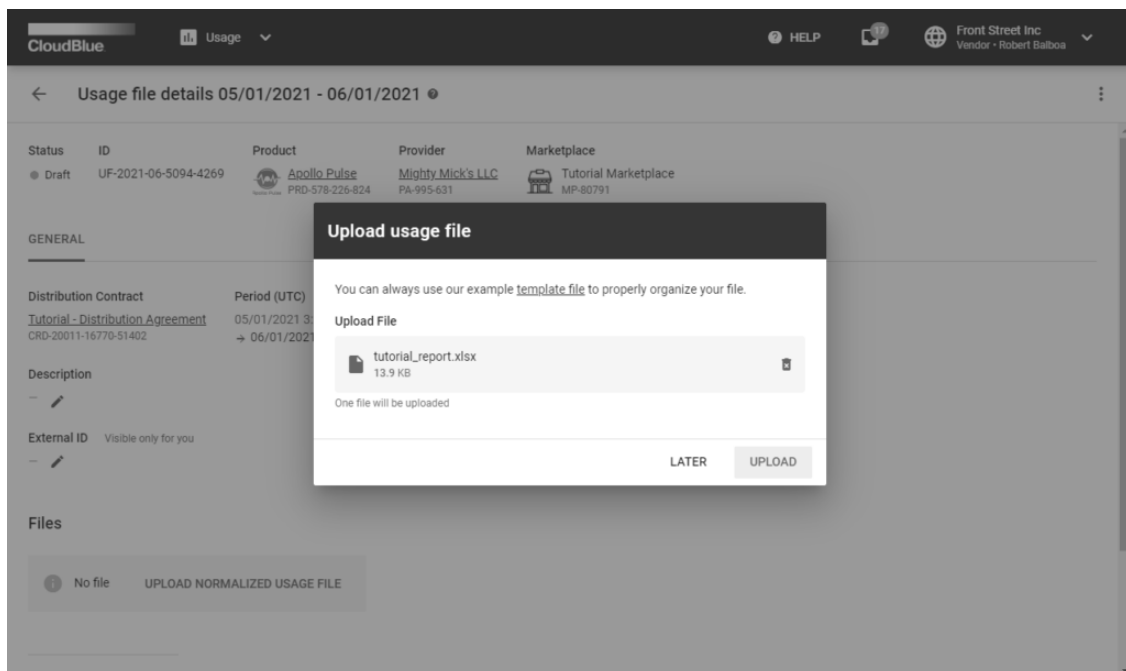 CloudBlue
Usage
HELP
17
Front Street Inc
Vendor • Robert Balboa
Usage file details 05/01/2021 - 06/01/2021
Status
ID
Product
Provider
Marketplace
Draft
UF-2021-06-5094-4269
Apollo Pulse
PRD-578-226-824
Mighty Mick's LLC
PA-995-631
Tutorial Marketplace
MP-80791
GENERAL
Upload usage file
You can always use our example template file to properly organize your file.
Upload File
tutorial_report.xlsx
13.9 KB
One file will be uploaded
LATER
UPLOAD
Distribution Contract
Tutorial - Distribution Agreement
CRD-20011-16770-51402
Period (UTC)
05/01/2021 3:
→ 06/01/2021
Description
–
External ID Visible only for you
–
Files
No file
UPLOAD NORMALIZED USAGE FILE